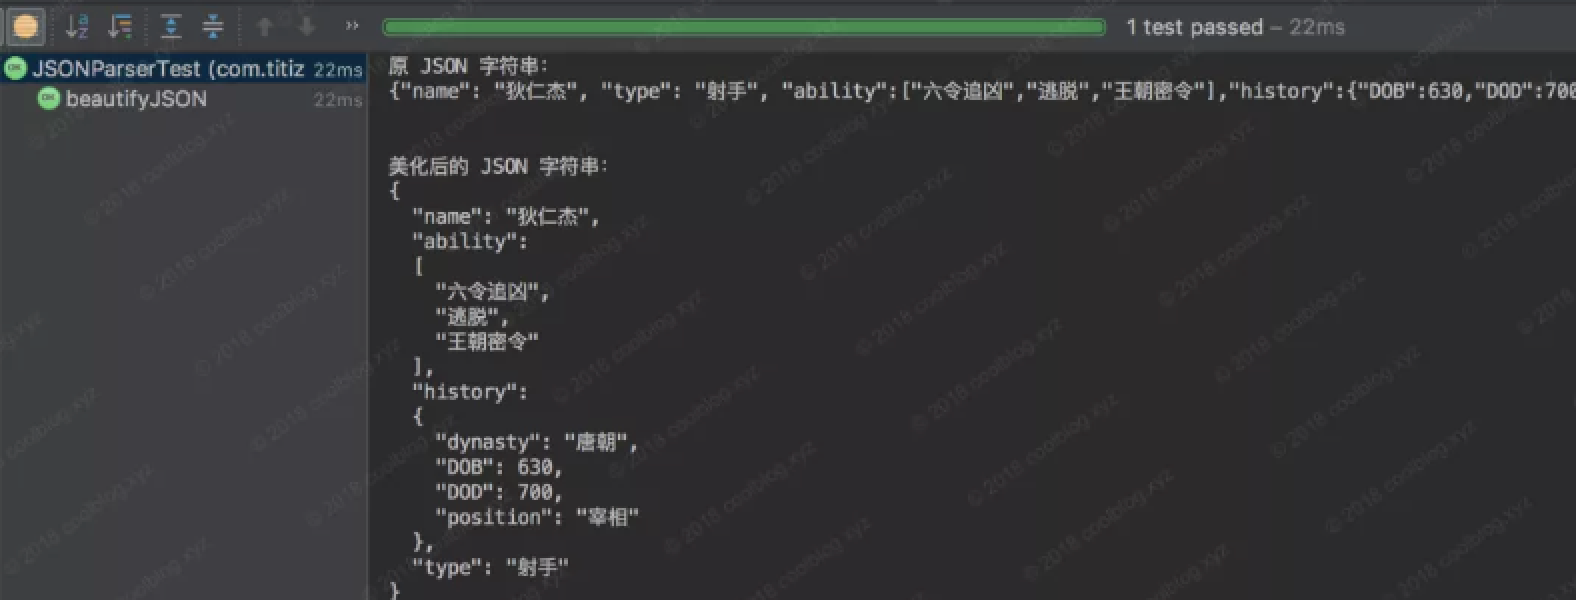 1 test passed – 22ms
JSONParserTest (com.titiz 22ms
beautifyJSON 22ms
原 JSON 字符串:
{"name": "狄仁杰", "type": "射手", "ability":["六令追凶","逃脱","王朝密令"],"history":{"DOB":630,"DOD":700
美化后的 JSON 字符串:
{
"name": "狄仁杰",
"ability":
[
"六令追凶",
"逃脱",
"王朝密令"
],
"history":
{
"dynasty": "唐朝",
"DOB": 630,
"DOD": 700,
"position": "宰相"
},
"type": "射手"
}
© 2018 coolblog.xyz